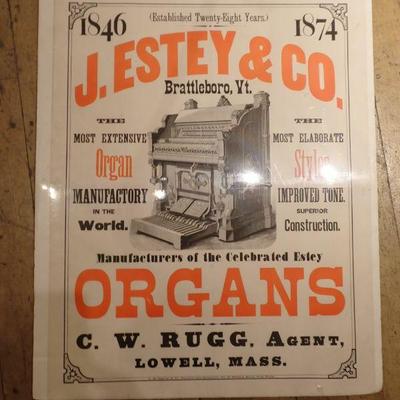 1846 (Established Twenty-Eight Years.) 1874
J. ESTEY & CO.
Brattleboro, Vt.
THE
MOST EXTENSIVE
Organ
MANUFACTORY
IN THE
World.
THE
MOST ELABORATE
Styles
IMPROVED TONE.
SUPERIOR
Construction.
Manufacturers of the Celebrated Estey
ORGANS
C. W. RUGG, AGENT,
LOWELL, MASS.